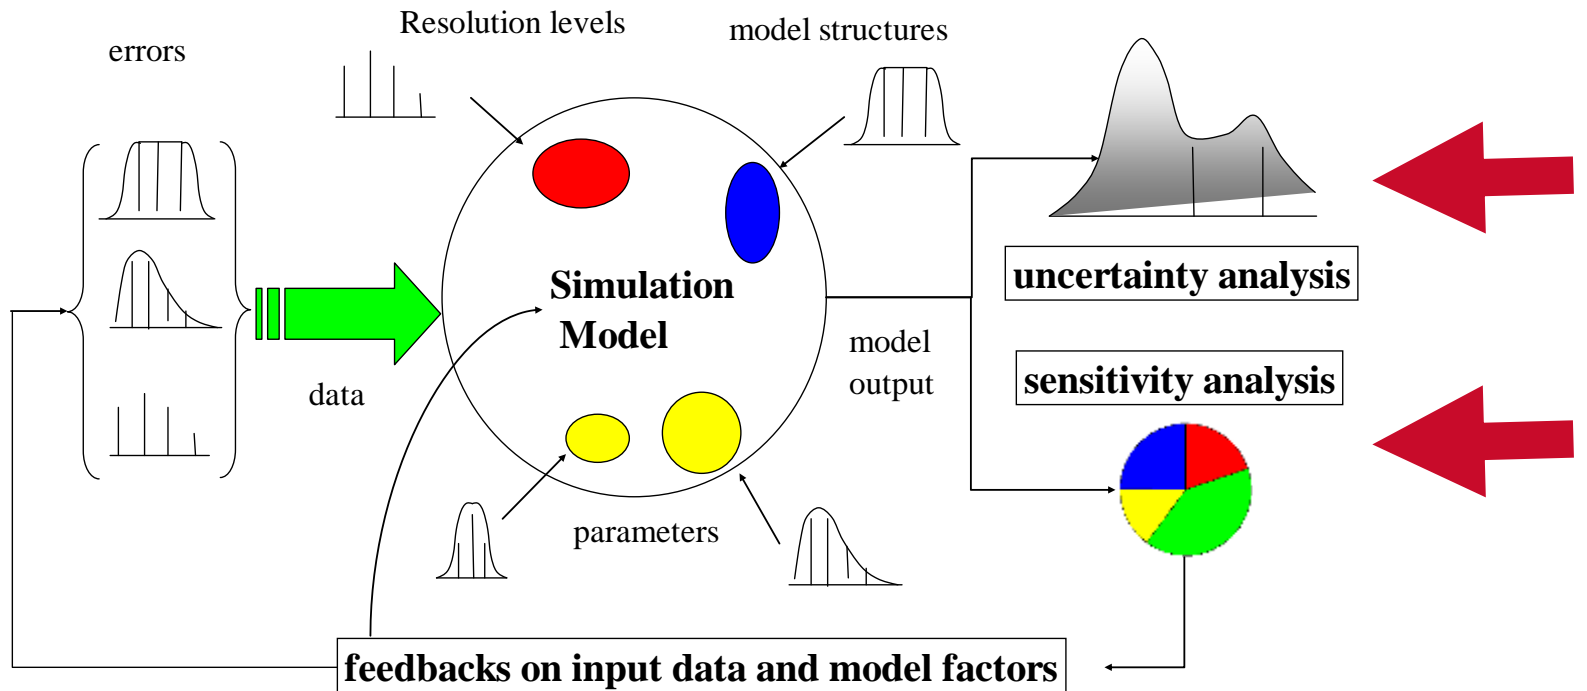 errors
Resolution levels
model structures
uncertainty analysis
Simulation
Model
model
output
sensitivity analysis
data
parameters
feedbacks on input data and model factors